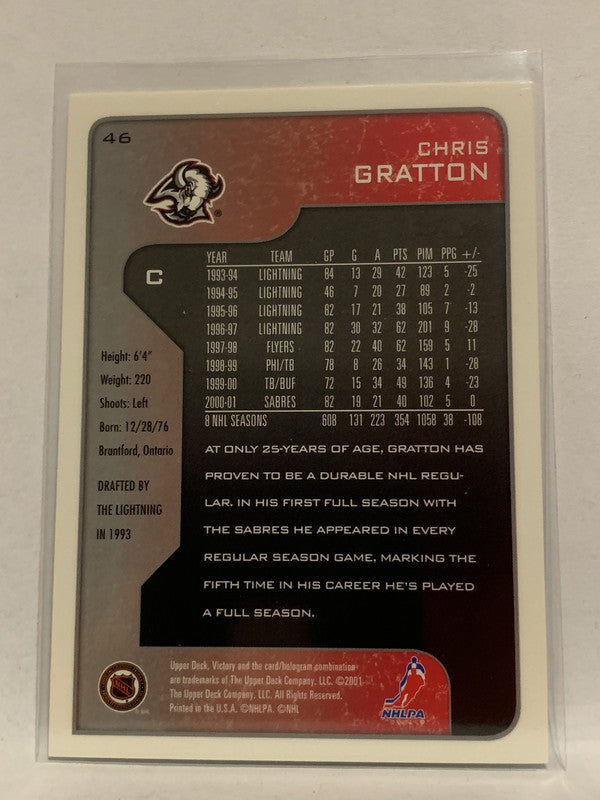 46
CHRIS
GRATTON
®
C
YEAR TEAM GP G A PTS PIM PPG +/-
1993-94 LIGHTNING 84 13 29 42 123 5 -25
1994-95 LIGHTNING 46 7 20 27 89 2 -2
1995-96 LIGHTNING 82 17 21 38 105 7 -13
1996-97 LIGHTNING 82 30 32 62 201 9 -28
1997-98 FLYERS 82 22 40 62 159 5 11
1998-99 PHI/TB 78 8 26 34 143 1 -28
1999-00 TB/BUF 72 15 34 49 136 4 -23
2000-01 SABRES 82 19 21 40 102 5 0
8 NHL SEASONS 608 131 223 354 1058 38 -108
Height: 6'4"
Weight: 220
Shoots: Left
Born: 12/28/76
Brantford, Ontario
DRAFTED BY
THE LIGHTNING
IN 1993
AT ONLY 25-YEARS OF AGE, GRATTON HAS
PROVEN TO BE A DURABLE NHL REGU-
LAR. IN HIS FIRST FULL SEASON WITH
THE SABRES HE APPEARED IN EVERY
REGULAR SEASON GAME, MARKING THE
FIFTH TIME IN HIS CAREER HE'S PLAYED
A FULL SEASON.
Upper Deck, Victory and the card/hologram combination
are trademarks of The Upper Deck Company, LLC. ©2001
The Upper Deck Company, LLC. All Rights Reserved.
Printed in the U.S.A. ©NHLPA. ©NHL
NHL
NHLPA